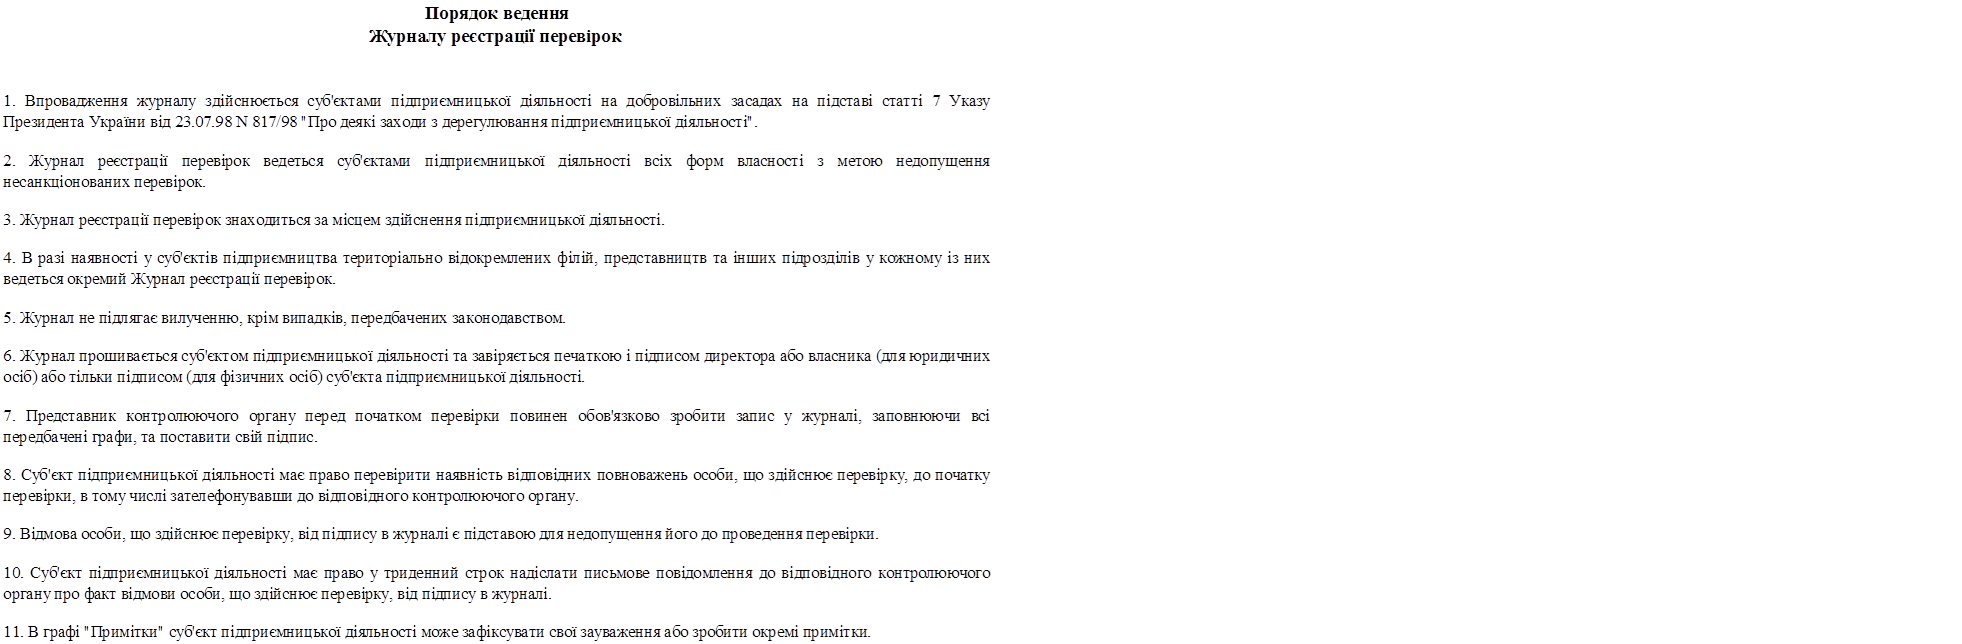 Порядок ведення
Журналу реєстрації перевірок
1. Впровадження журналу здійснюється суб'єктами підприємницької діяльності на добровільних засадах на підставі статті 7 Указу
Президента України від 23.07.98 N 817/98 "Про деякі заходи з дерегулювання підприємницької діяльності".
2. Журнал реєстрації перевірок ведеться суб'єктами підприємницької діяльності всіх форм власності з метою недопущення
несанкціонованих перевірок.
3. Журнал реєстрації перевірок знаходиться за місцем здійснення підприємницької діяльності.
4. В разі наявності у суб'єктів підприємництва територіально відокремлених філій, представництв та інших підрозділів у кожному із них
ведеться окремий Журнал реєстрації перевірок.
5. Журнал не підлягає вилученню, крім випадків, передбачених законодавством.
6. Журнал прошивається суб'єктом підприємницької діяльності та завіряється печаткою і підписом директора або власника (для юридичних
осіб) або тільки підписом (для фізичних осіб) суб'єкта підприємницької діяльності.
7. Представник контролюючого органу перед початком перевірки повинен обов'язково зробити запис у журналі, заповнюючи всі
передбачені графи, та поставити свій підпис.
8. Суб'єкт підприємницької діяльності має право перевірити наявність відповідних повноважень особи, що здійснює перевірку, до початку
перевірки, в тому числі зателефонувавши до відповідного контролюючого органу.
9. Відмова особи, що здійснює перевірку, від підпису в журналі є підставою для недопущення його до проведення перевірки.
10. Суб'єкт підприємницької діяльності має право у триденний строк надіслати письмове повідомлення до відповідного контролюючого
органу про факт відмови особи, що здійснює перевірку, від підпису в журналі.
11. В графі "Примітки" суб'єкт підприємницької діяльності може зафіксувати свої зауваження або зробити окремі примітки.